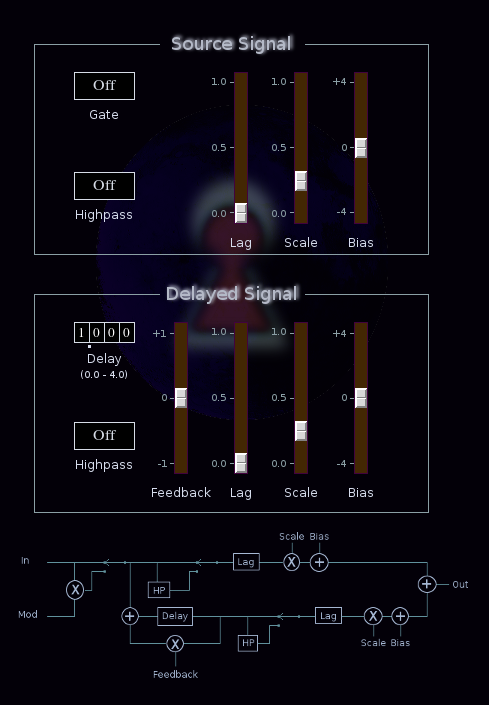 Source Signal
Off
Gate
Off
Highpass
1.0
0.5
0.0
Lag
1.0
0.5
0.0
Scale
+4
0
-4
Bias
Delayed Signal
1 0 0 0
Delay
(0.0 - 4.0)
Off
Highpass
+1
0
-1
Feedback
1.0
0.5
0.0
Lag
1.0
0.5
0.0
Scale
+4
0
-4
Bias
Scale Bias
In
Lag
X
+
X
HP
+
Out
Mod
+
Delay
Lag
X
+
X
HP
Scale Bias
Feedback